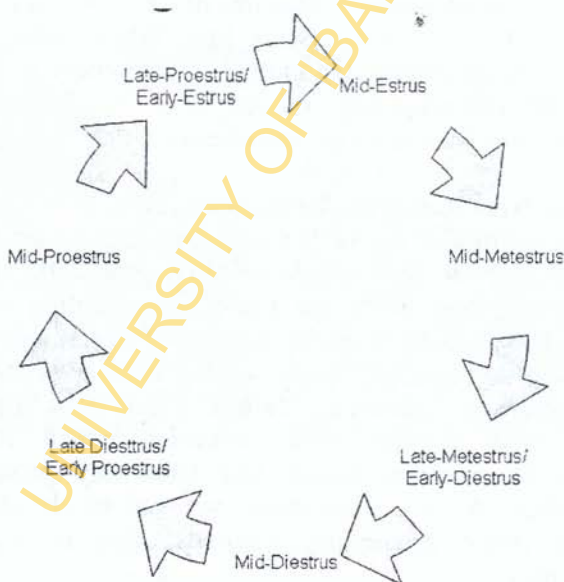 Late-Proestrus/
Early-Estrus
Mid-Estrus
Mid-Metestrus
Late-Metestrus/
Early-Diestrus
Mid-Diestrus
Late Diesttrus/
Early Proestrus
Mid-Proestrus
UNIVERSITY OF IBA